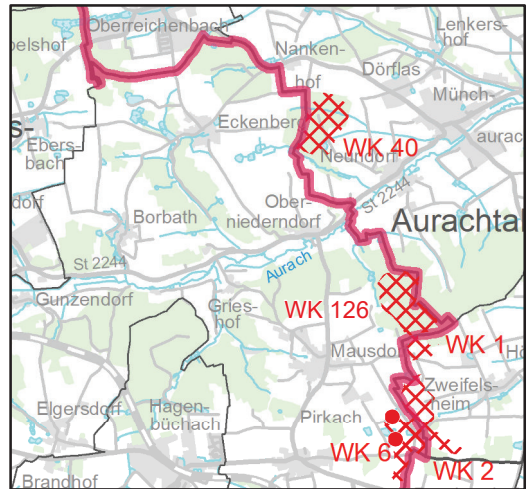 Oberreichenbach
Lenkers-
hof
Nanken-
hof
Dörflas
Münch-
aurach
Eckenberg
WK 40
Neundorf
Ebers-
bach
dorf
Borbath
Ober-
niederndorf
St 2244
Aurachtal
St 2244
Aurach
Gunzendorf
Gries-
hof
WK 126
Mausdorf
WK 1
Zweifels-
heim
Pirkach
Elgersdorf
Hagen-
büchach
WK 6
WK 2
Brandhof